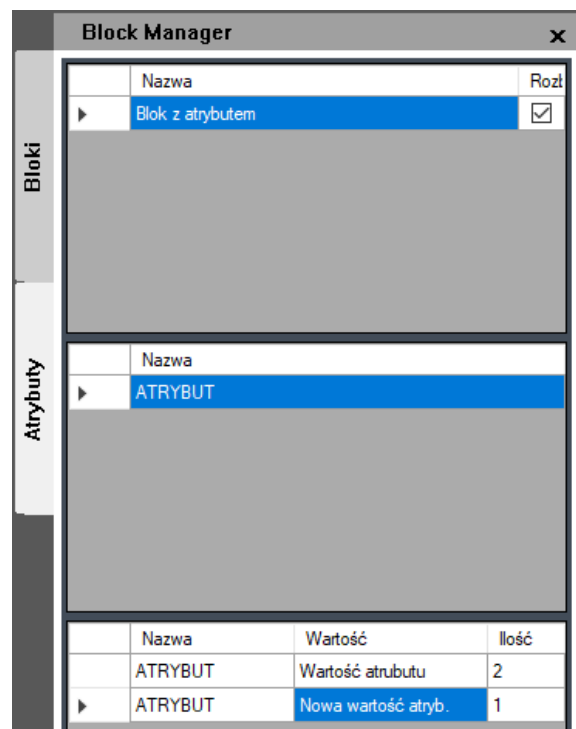 Block Manager x
Bloki
Atrybuty
Nazwa Rozb
Blok z atrybutem
Nazwa
ATRYBUT
Nazwa Wartość Ilość
ATRYBUT Wartość atrubutu 2
ATRYBUT Nowa wartość atryb. 1